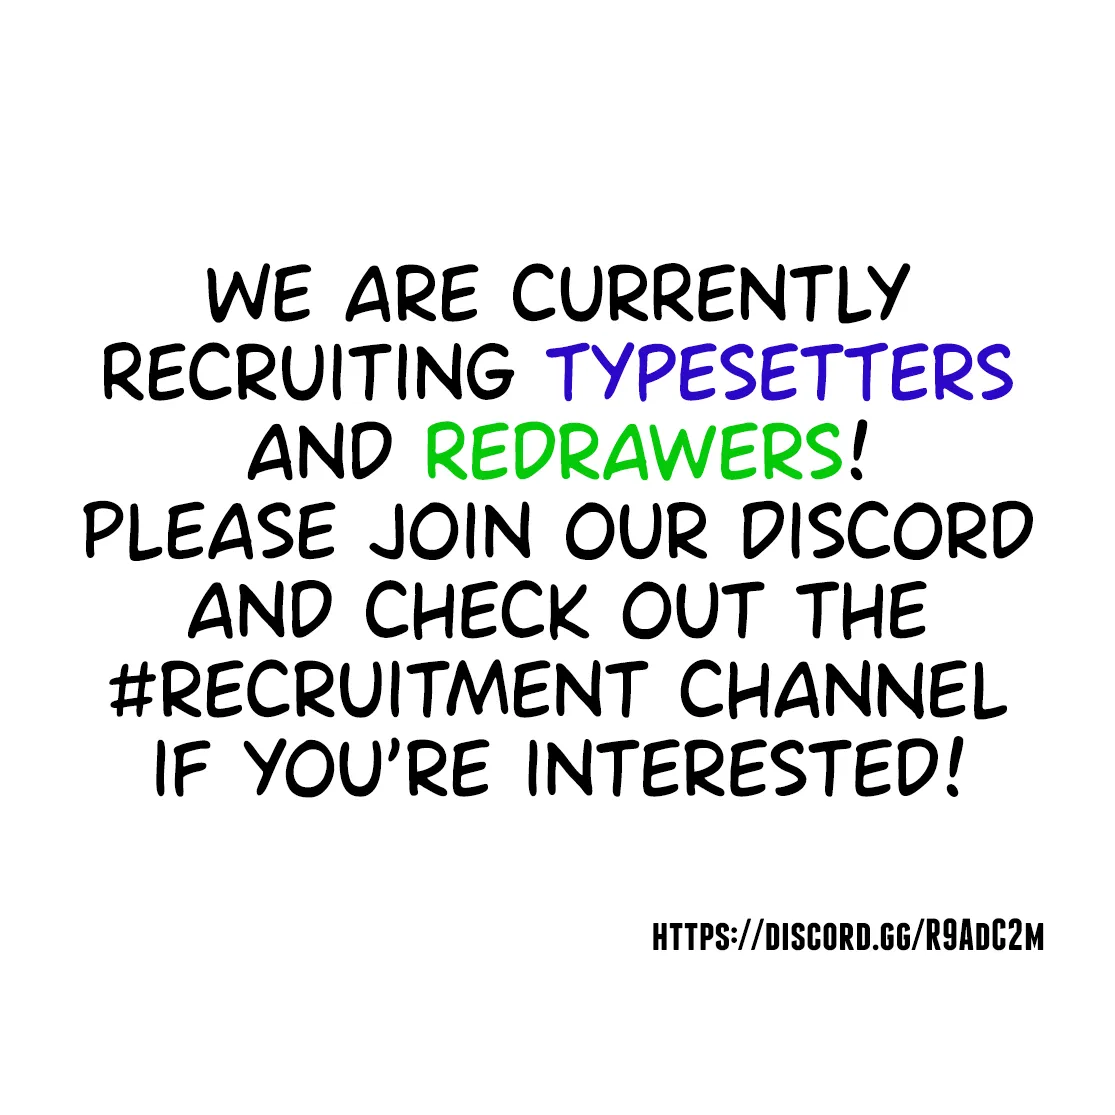 WE ARE CURRENTLY
RECRUITING TYPESETTERS
AND REDRAWERS!
PLEASE JOIN OUR DISCORD
AND CHECK OUT THE
#RECRUITMENT CHANNEL
IF YOU'RE INTERESTED!
HTTPS://DISCORD.GG/R9ADC2M